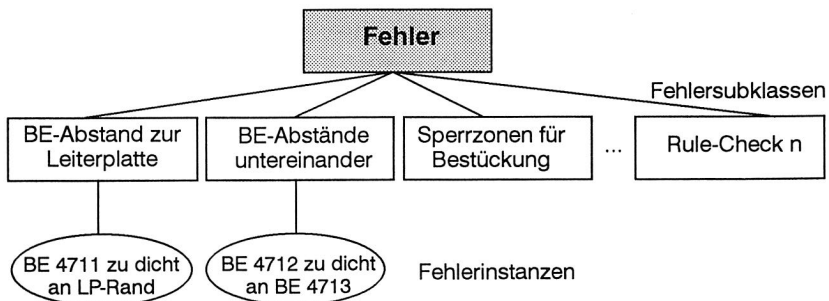 Fehler
Fehlersubklassen
BE-Abstand zur
Leiterplatte
BE-Abstände
untereinander
Sperrzonen für
Bestückung
...
Rule-Check n
BE 4711 zu dicht
an LP-Rand
BE 4712 zu dicht
an BE 4713
Fehlerinstanzen